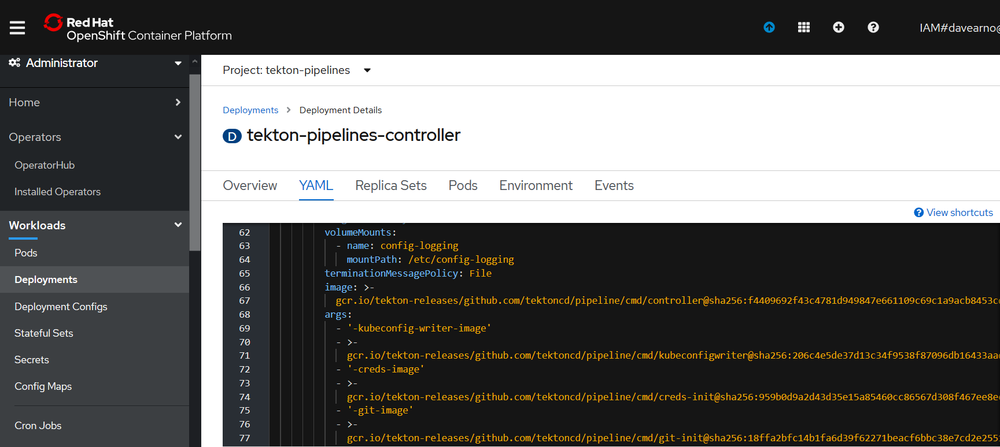 Red Hat
OpenShift Container Platform
IAM#davearno@
Administrator
Home
Operators
OperatorHub
Installed Operators
Workloads
Pods
Deployments
Deployment Configs
Stateful Sets
Secrets
Config Maps
Cron Jobs
Project: tekton-pipelines
Deployments > Deployment Details
D tekton-pipelines-controller
Overview YAML Replica Sets Pods Environment Events
View shortcuts
62 volumeMounts:
63 - name: config-logging
64 mountPath: /etc/config-logging
65 terminationMessagePolicy: File
66 image: >-
67 gcr.io/tekton-releases/github.com/tektoncd/pipeline/cmd/controller@sha256:f4409692f43c4781d949847e661109c69c1a9acb8453cc
68 args:
69 - '-kubeconfig-writer-image'
70 - >-
71 gcr.io/tekton-releases/github.com/tektoncd/pipeline/cmd/kubeconfigwriter@sha256:206c4e5de37d13c34f9538f87096db16433aac
72 - '-creds-image'
73 - >-
74 gcr.io/tekton-releases/github.com/tektoncd/pipeline/cmd/creds-init@sha256:959b0d9a2d43d35e15a85460cc86567d308f467ee8ec
75 - '-git-image'
76 - >-
77 gcr.io/tekton-releases/github.com/tektoncd/pipeline/cmd/git-init@sha256:18ffa2bfc14b1fa6d39f62271beacf6bbc38e7cd2e255